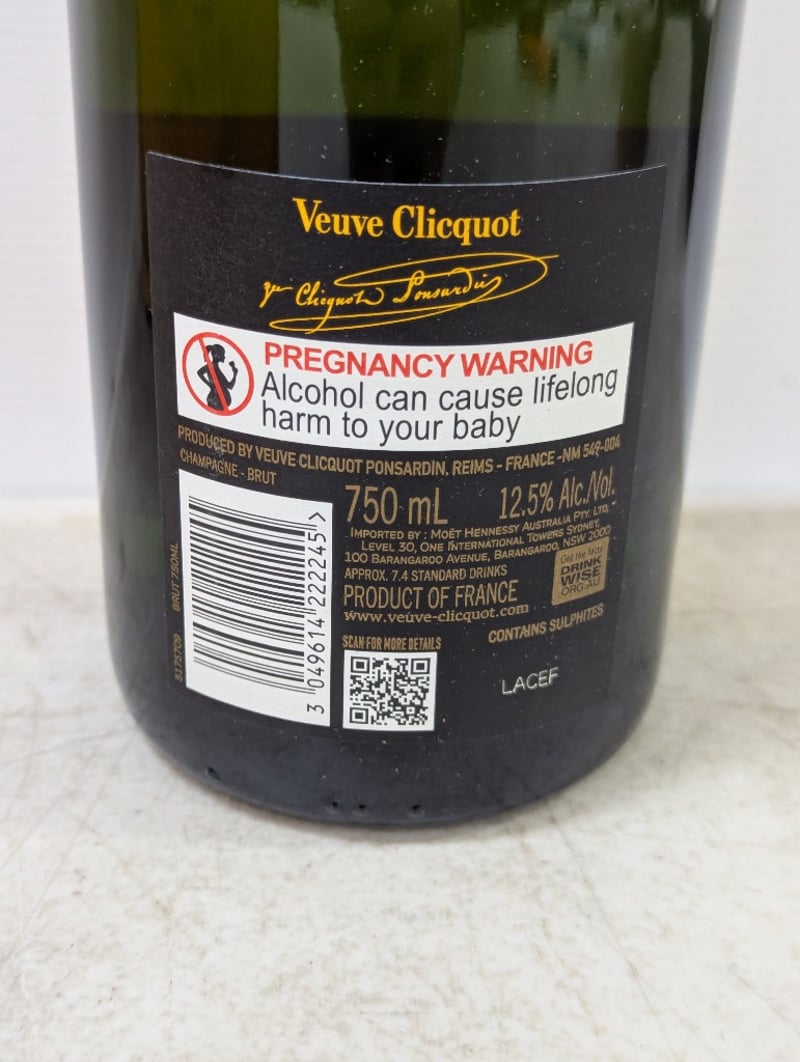 Veuve Clicquot
Vve Clicquot Ponsardin
PREGNANCY WARNING
Alcohol can cause lifelong
harm to your baby
PRODUCED BY VEUVE CLICQUOT PONSARDIN, REIMS - FRANCE - NM 549-004
CHAMPAGNE - BRUT
750 mL 12.5% Alc./Vol.
IMPORTED BY : MOËT HENNESSY AUSTRALIA PTY. LTD.,
LEVEL 30, ONE INTERNATIONAL TOWERS SYDNEY,
100 BARANGAROO AVENUE, BARANGAROO, NSW 2000
APPROX. 7.4 STANDARD DRINKS
PRODUCT OF FRANCE
www.veuve-clicquot.com
Get the facts
DRINK
WISE
.ORG.AU
CONTAINS SULPHITES
SCAN FOR MORE DETAILS
LACEF
3 049614 222245 >
5175709 BRUT 750ML